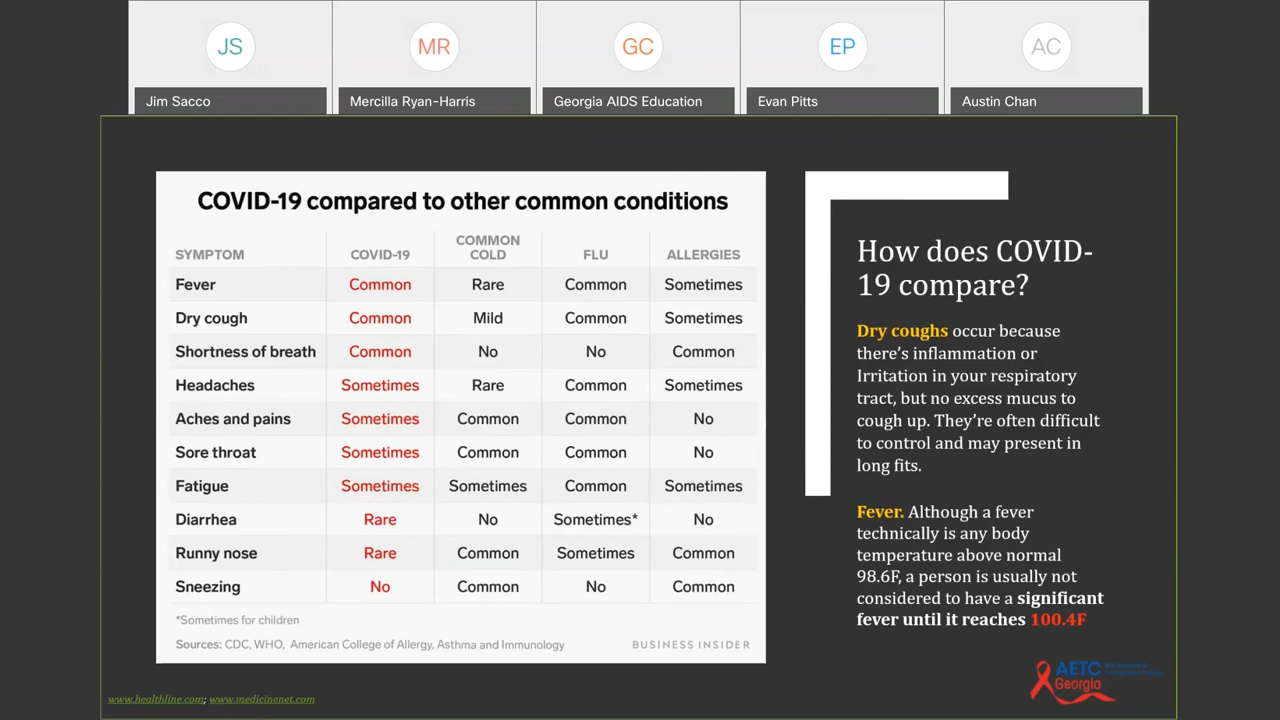 JS
MR
GC
EP
AC
Jim Sacco
Mercilla Ryan-Harris
Georgia AIDS Education
Evan Pitts
Austin Chan
COVID-19 compared to other common conditions
SYMPTOM COVID-19 COMMON COLD FLU ALLERGIES
Fever Common Rare Common Sometimes
Dry cough Common Mild Common Sometimes
Shortness of breath Common No No Common
Headaches Sometimes Rare Common Sometimes
Aches and pains Sometimes Common Common No
Sore throat Sometimes Common Common No
Fatigue Sometimes Sometimes Common Sometimes
Diarrhea Rare No Sometimes* No
Runny nose Rare Common Sometimes Common
Sneezing No Common No Common
*Sometimes for children
Sources: CDC, WHO, American College of Allergy, Asthma and Immunology
BUSINESS INSIDER
How does COVID-
19 compare?
Dry coughs occur because
there's inflammation or
Irritation in your respiratory
tract, but no excess mucus to
cough up. They're often difficult
to control and may present in
long fits.
Fever. Although a fever
technically is any body
temperature above normal
98.6F, a person is usually not
considered to have a significant
fever until it reaches 100.4F
www.healthline.com; www.medicinenet.com
AETC
Georgia